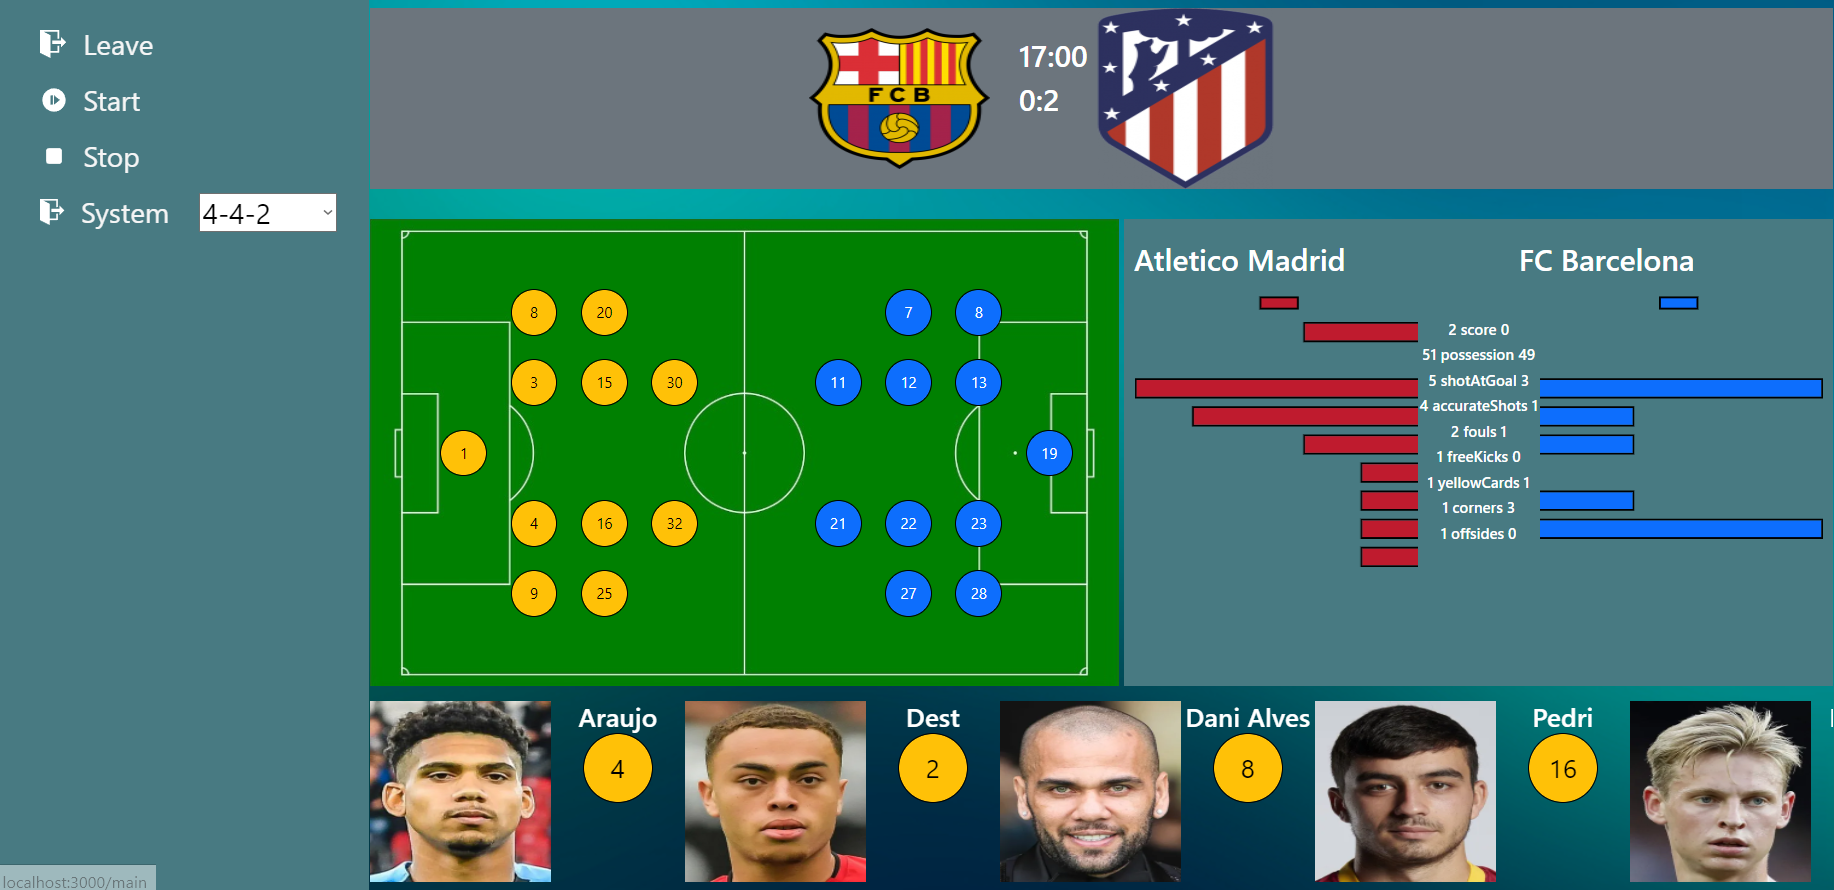 Leave
Start
Stop
System 4-4-2
FCB
17:00
0:2
8 20
3 15 30
1
4 16 32
9 25
7 8
11 12 13
19
21 22 23
27 28
Atletico Madrid
FC Barcelona
2 score 0
51 possession 49
5 shotAtGoal 3
4 accurateShots 1
2 fouls 1
1 freeKicks 0
1 yellowCards 1
1 corners 3
1 offsides 0
Araujo
4
Dest
2
Dani Alves
8
Pedri
16
localhost:3000/main